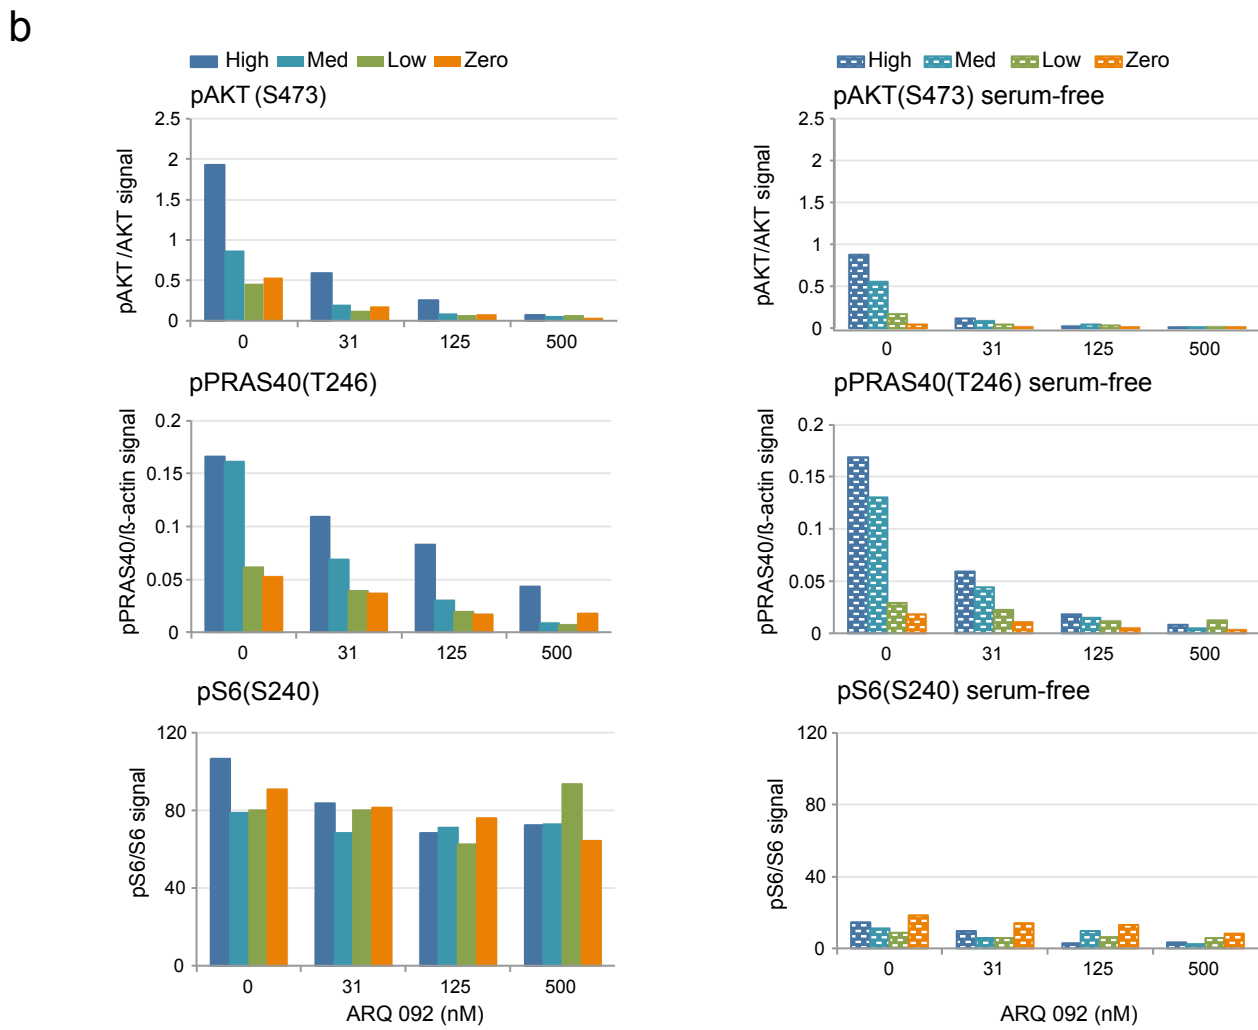 b
High Med Low Zero
pAKT (S473)
2.5
2
1.5
1
0.5
0
pAKT/AKT signal
0 31 125 500
pPRAS40(T246)
0.2
0.15
0.1
0.05
0
pPRAS40/ß-actin signal
0 31 125 500
pS6(S240)
120
80
40
0
pS6/S6 signal
0 31 125 500
ARQ 092 (nM)
High Med Low Zero
pAKT(S473) serum-free
2.5
2
1.5
1
0.5
0
pAKT/AKT signal
0 31 125 500
pPRAS40(T246) serum-free
0.2
0.15
0.1
0.05
0
pPRAS40/ß-actin signal
0 31 125 500
pS6(S240) serum-free
120
80
40
0
pS6/S6 signal
0 31 125 500
ARQ 092 (nM)